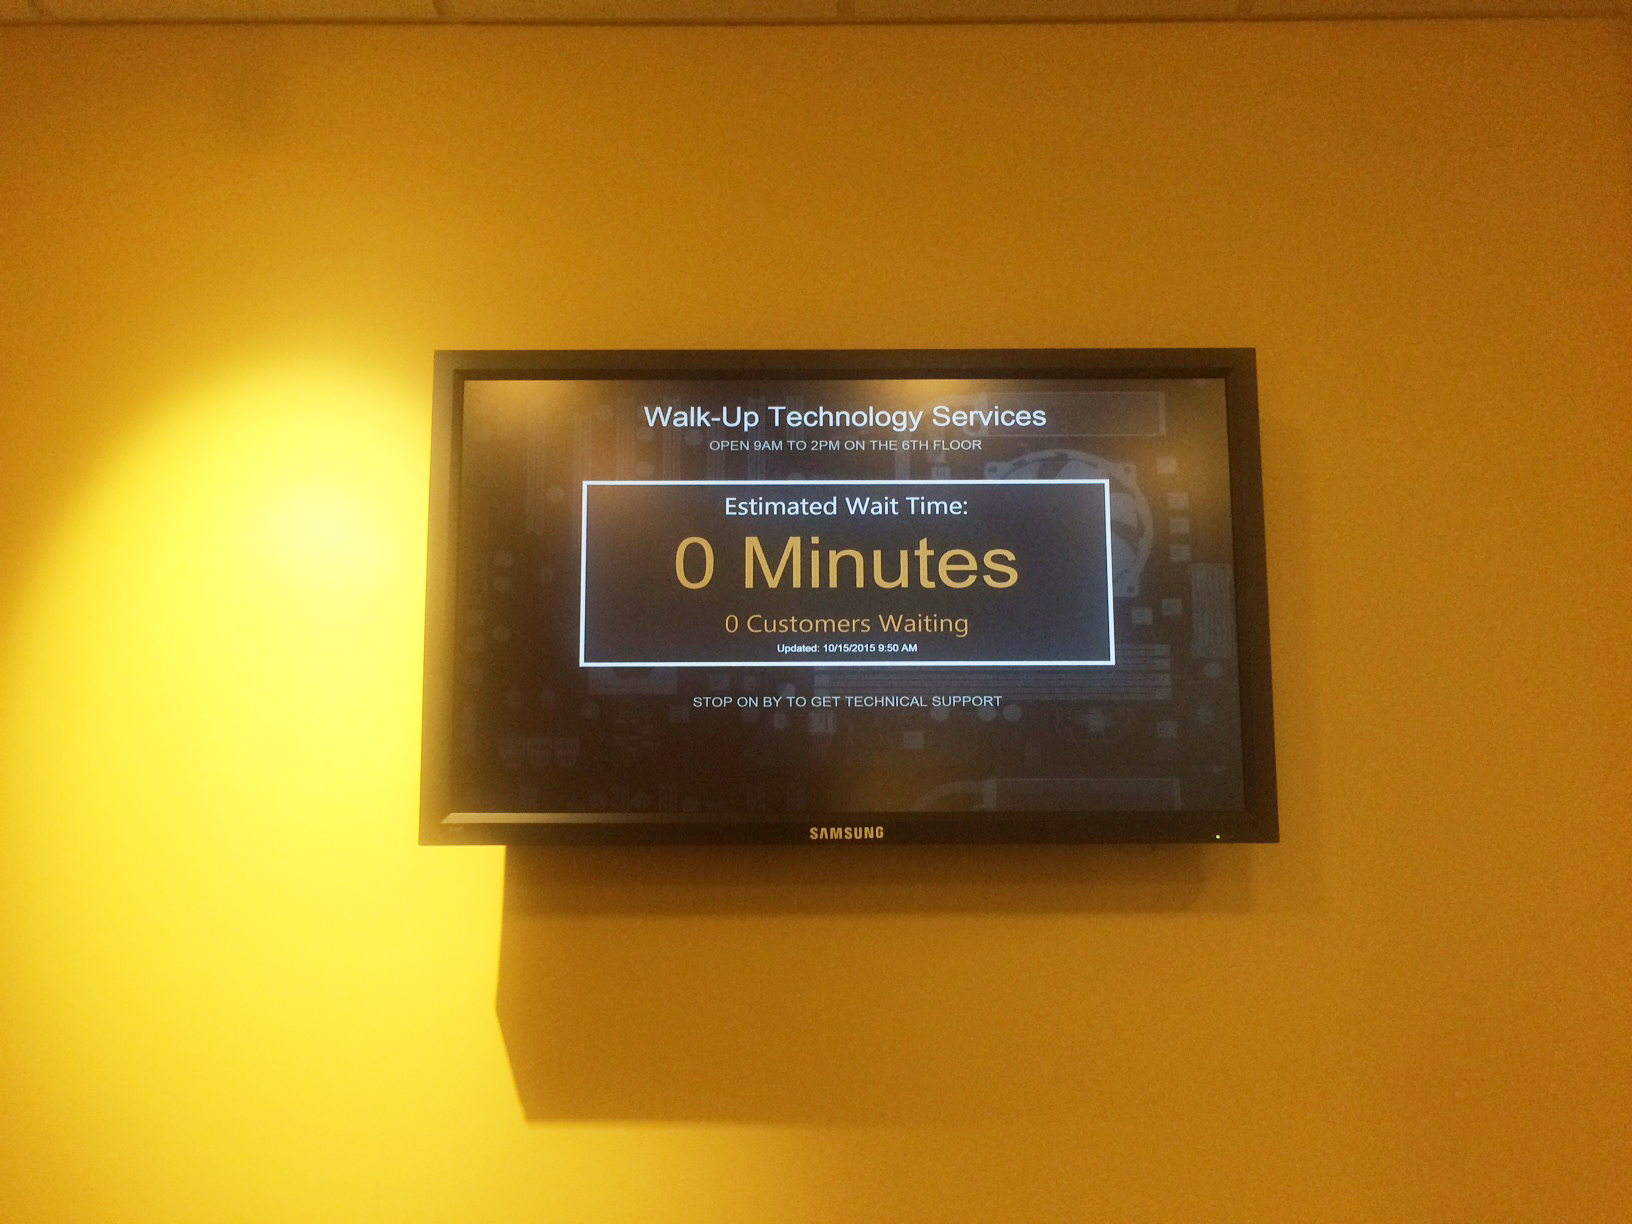 Walk-Up Technology Services
OPEN 9AM TO 2PM ON THE 6TH FLOOR
Estimated Wait Time:
0 Minutes
0 Customers Waiting
Updated: 10/15/2015 9:50 AM
STOP ON BY TO GET TECHNICAL SUPPORT
SAMSUNG